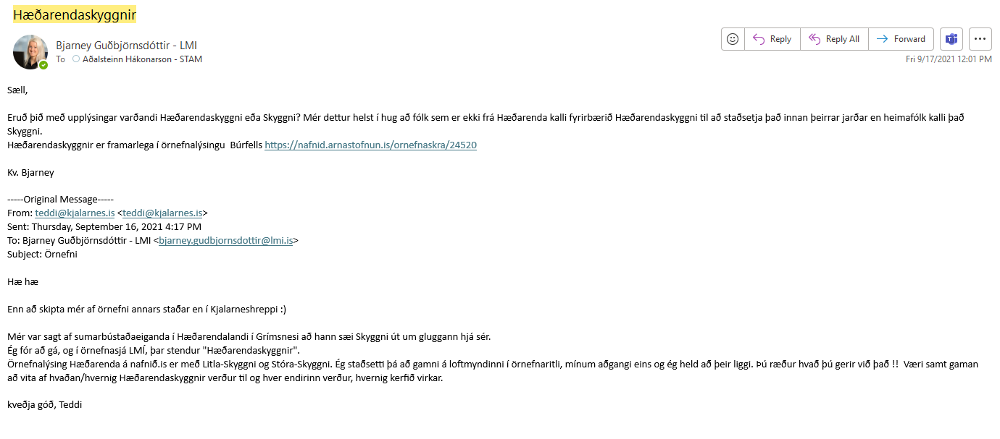 Hæðarendaskyggnir
Bjarney Guðbjörnsdóttir - LMI
To Aðalsteinn Hákonarson - STAM
Reply
Reply All
Forward
Fri 9/17/2021 12:01 PM
Sæll,
Eruð þið með upplýsingar varðandi Hæðarendaskyggni eða Skyggni? Mér dettur helst í hug að fólk sem er ekki frá Hæðarenda kalli fyrirbærið Hæðarendaskyggni til að staðsetja það innan þeirrar jarðar en heimafólk kalli það
Skyggni.
Hæðarendaskyggnir er framarlega í örnefnalýsingu  Búrfells https://nafnid.arnastofnun.is/ornefnaskra/24520
Kv. Bjarney
-----Original Message-----
From: teddi@kjalarnes.is <teddi@kjalarnes.is>
Sent: Thursday, September 16, 2021 4:17 PM
To: Bjarney Guðbjörnsdóttir - LMI <bjarney.gudbjornsdottir@lmi.is>
Subject: Örnefni
Hæ hæ
Enn að skipta mér af örnefni annars staðar en í Kjalarneshreppi :)
Mér var sagt af sumarbústaðaeiganda í Hæðarendalandi í Grímsnesi að hann sæi Skyggni út um gluggann hjá sér.
Ég fór að gá, og í örnefnasjá LMÍ, þar stendur "Hæðarendaskyggnir".
Örnefnalýsing Hæðarenda á nafnið.is er með Litla-Skyggni og Stóra-Skyggni. Ég staðsetti þá að gamni á loftmyndinni í örnefnaritli, mínum aðgangi eins og ég held að þeir liggi. Þú ræður hvað þú gerir við það !!  Væri samt gaman
að vita af hvaðan/hvernig Hæðarendaskyggnir verður til og hver endirinn verður, hvernig kerfið virkar.
kveðja góð, Teddi